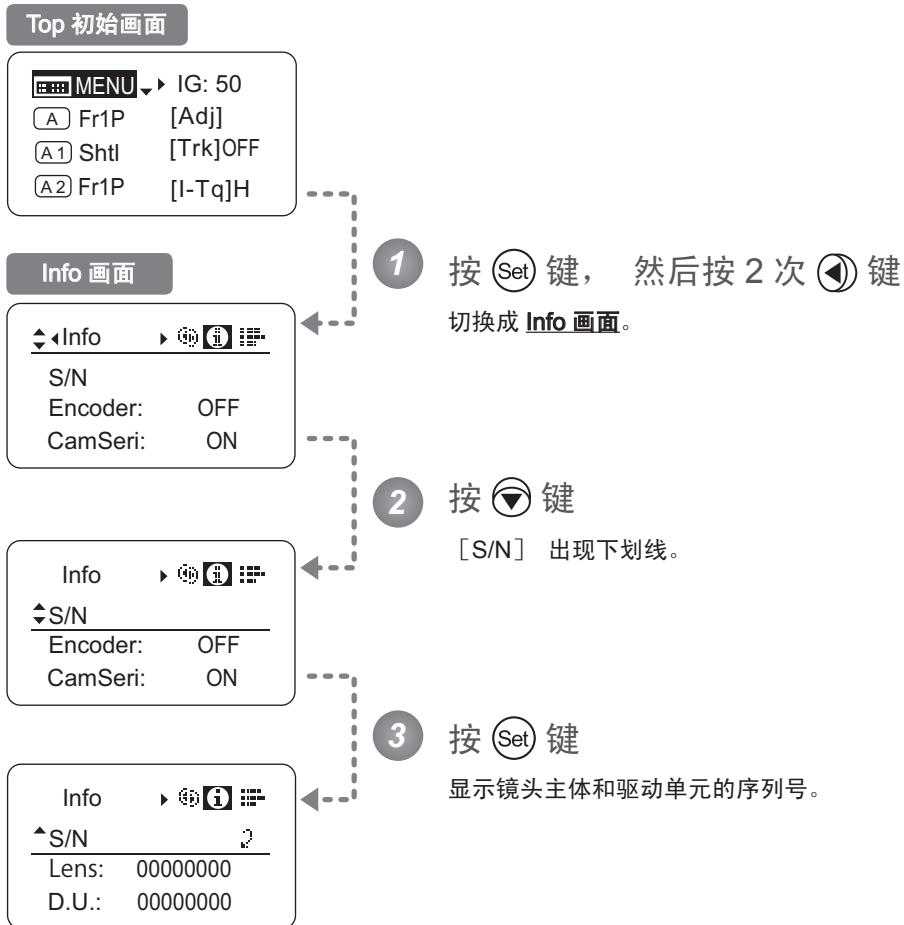 Top 初始画面
MENU IG: 50
A Fr1P [Adj]
A1 Shtl [Trk]OFF
A2 Fr1P [I-Tq]H
1 按 Set 键， 然后按 2 次 键
切换成 Info 画面。
Info 画面
Info
S/N
Encoder: OFF
CamSeri: ON
2 按 键
［S/N］ 出现下划线。
Info
S/N
Encoder: OFF
CamSeri: ON
3 按 Set 键
显示镜头主体和驱动单元的序列号。
Info
S/N
Lens: 00000000
D.U.: 00000000